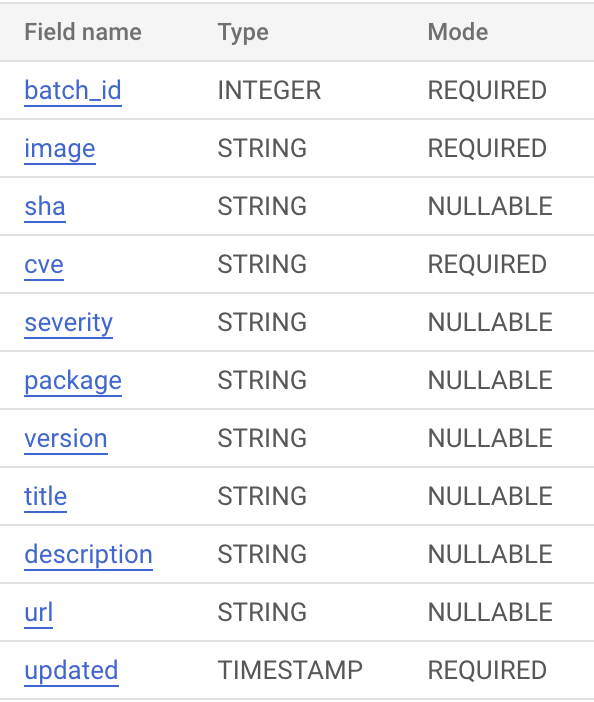 Field name Type Mode
batch_id INTEGER REQUIRED
image STRING REQUIRED
sha STRING NULLABLE
cve STRING REQUIRED
severity STRING NULLABLE
package STRING NULLABLE
version STRING NULLABLE
title STRING NULLABLE
description STRING NULLABLE
url STRING NULLABLE
updated TIMESTAMP REQUIRED